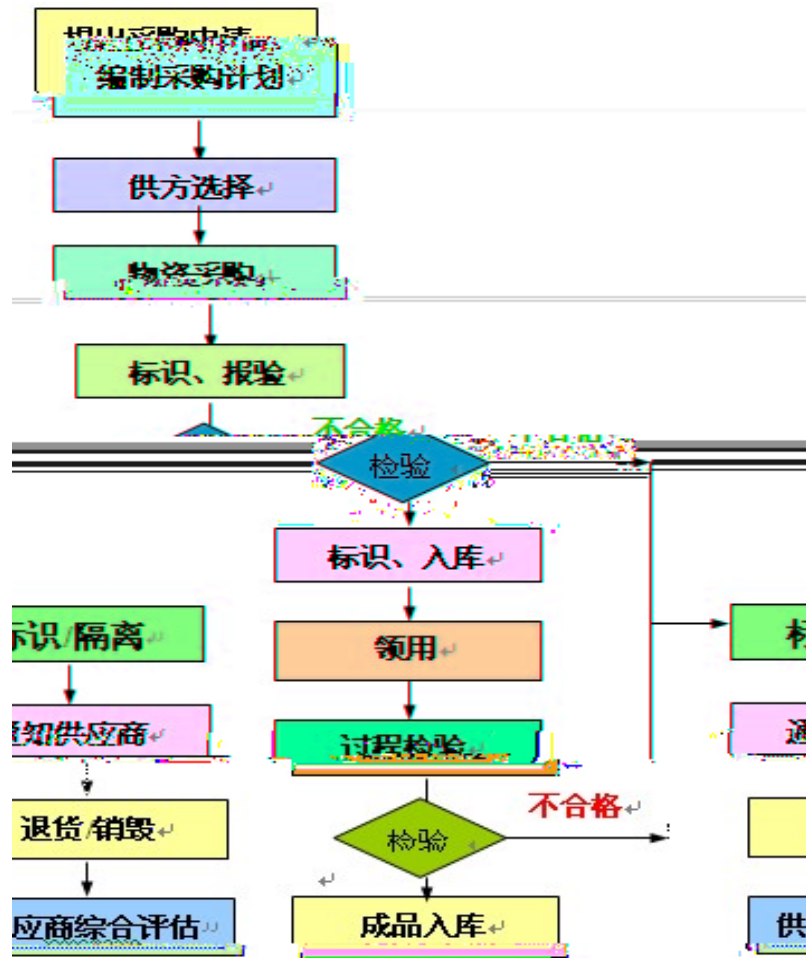 编制采购计划
供方选择
物资采购
标识、报验
不合格
检验
标识、入库
识/隔离
领用
知供应商
过程检验
退货/销毁
检验
不合格
应商综合评估
成品入库
供